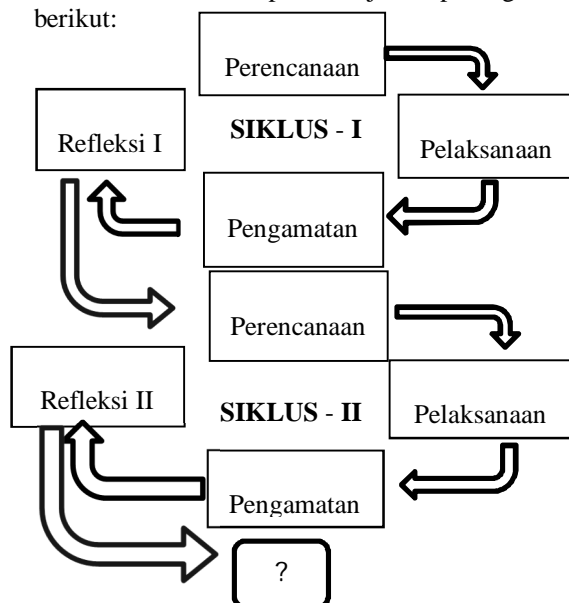 berikut:
Perencanaan
SIKLUS - I
Refleksi I
Pelaksanaan
Pengamatan
Perencanaan
Refleksi II
SIKLUS - II
Pelaksanaan
Pengamatan
?